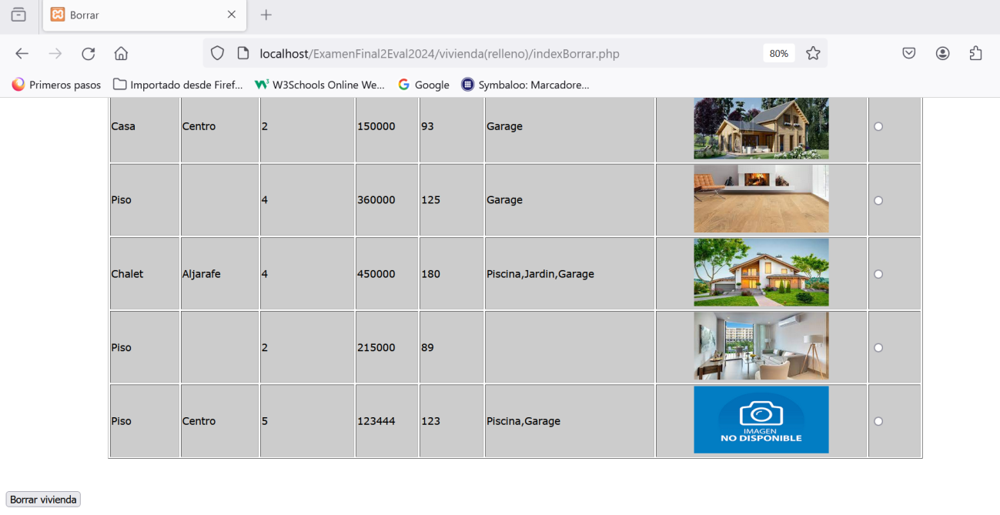 Borrar
localhost/ExamenFinal2Eval2024/vivienda(relleno)/indexBorrar.php 80%
Primeros pasos Importado desde Firef... W3Schools Online We... Google Symbaloo: Marcadore...
Casa Centro 2 150000 93 Garage
Piso 4 360000 125 Garage
Chalet Aljarafe 4 450000 180 Piscina,Jardin,Garage
Piso 2 215000 89
Piso Centro 5 123444 123 Piscina,Garage
IMAGEN
NO DISPONIBLE
Borrar vivienda